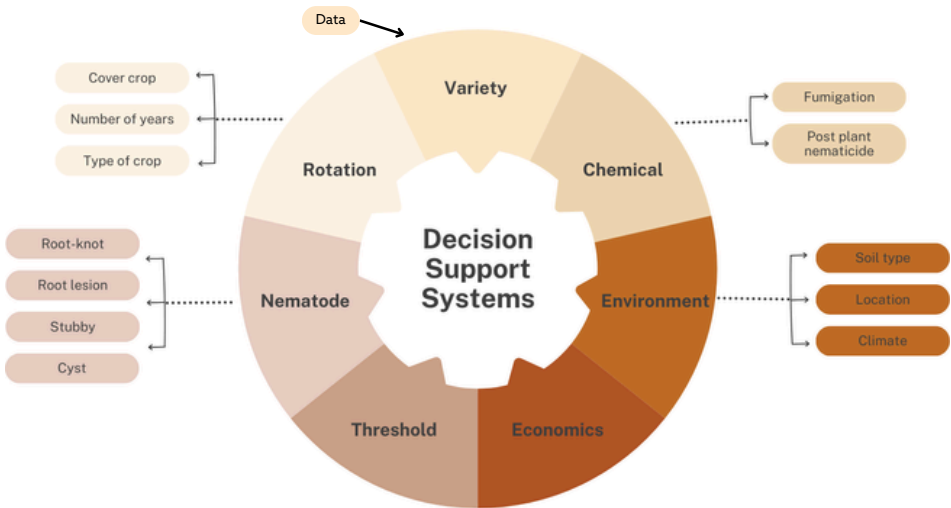 Data
Variety
Cover crop
Number of years
Type of crop
Rotation
Chemical
Fumigation
Post plant
nematicide
Decision
Support
Systems
Root-knot
Root lesion
Stubby
Cyst
Nematode
Environment
Soil type
Location
Climate
Threshold
Economics